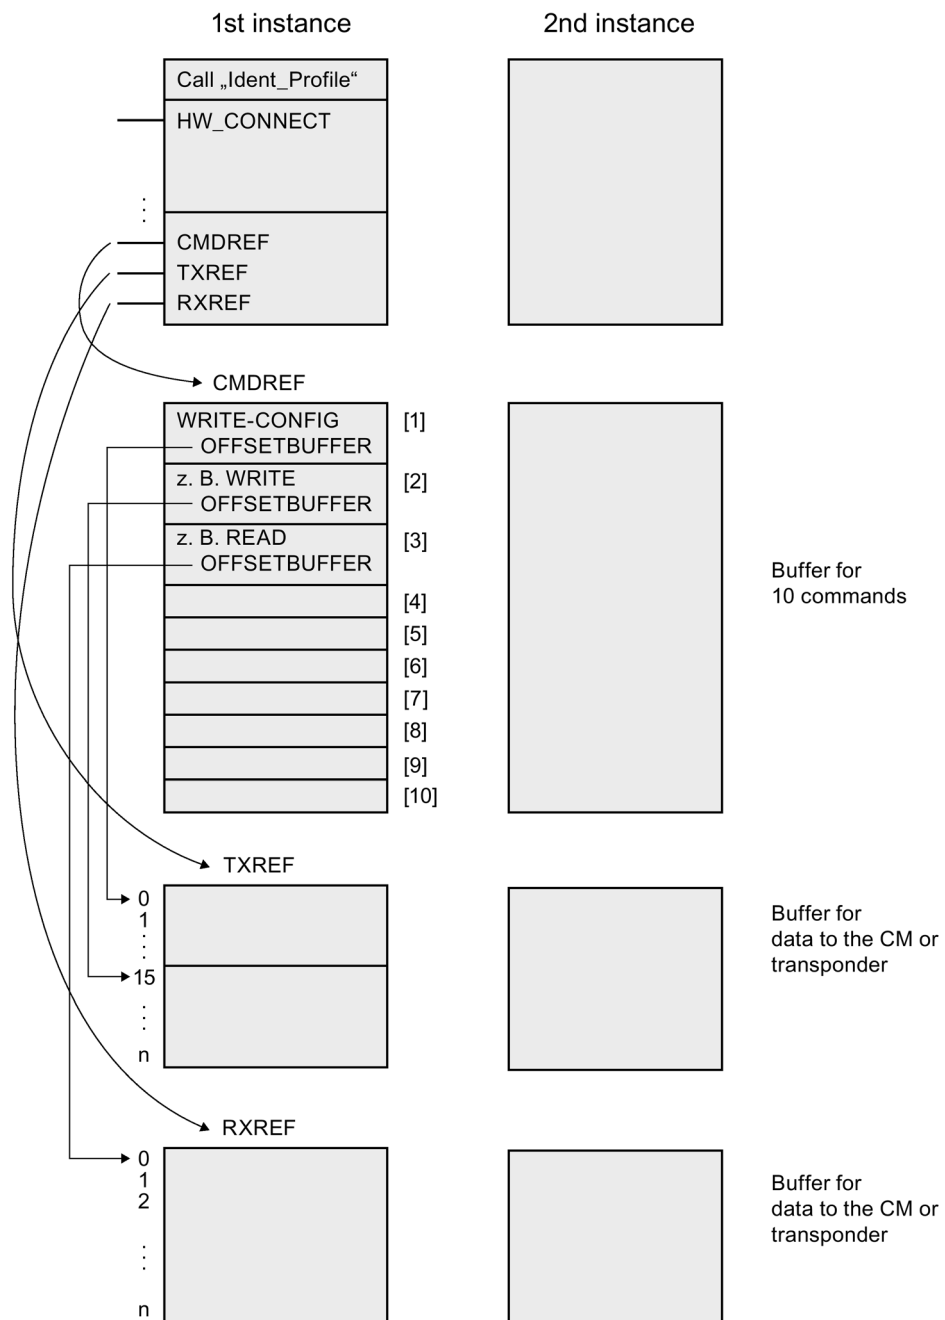 1st instance
2nd instance
Call „Ident_Profile“
HW_CONNECT
CMDREF
TXREF
RXREF
CMDREF
WRITE-CONFIG
OFFSETBUFFER
[1]
z. B. WRITE
OFFSETBUFFER
[2]
z. B. READ
OFFSETBUFFER
[3]
[4]
[5]
[6]
[7]
[8]
[9]
[10]
Buffer for
10 commands
TXREF
0
1
15
n
Buffer for
data to the CM or
transponder
RXREF
0
1
2
n
Buffer for
data to the CM or
transponder